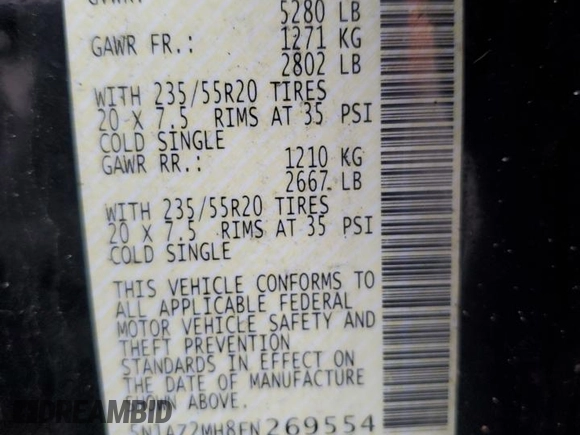 5280 LB
GAWR FR.: 1271 KG
2802 LB
WITH 235/55R20 TIRES
20 X 7.5 RIMS AT 35 PSI
COLD SINGLE
GAWR RR.: 1210 KG
2667 LB
WITH 235/55R20 TIRES
20 X 7.5 RIMS AT 35 PSI
COLD SINGLE
THIS VEHICLE CONFORMS TO
ALL APPLICABLE FEDERAL
MOTOR VEHICLE SAFETY AND
THEFT PREVENTION
STANDARDS IN EFFECT ON
THE DATE OF MANUFACTURE
SHOWN ABOVE.
5N1AZ2MH8FN269554
DREAMBID